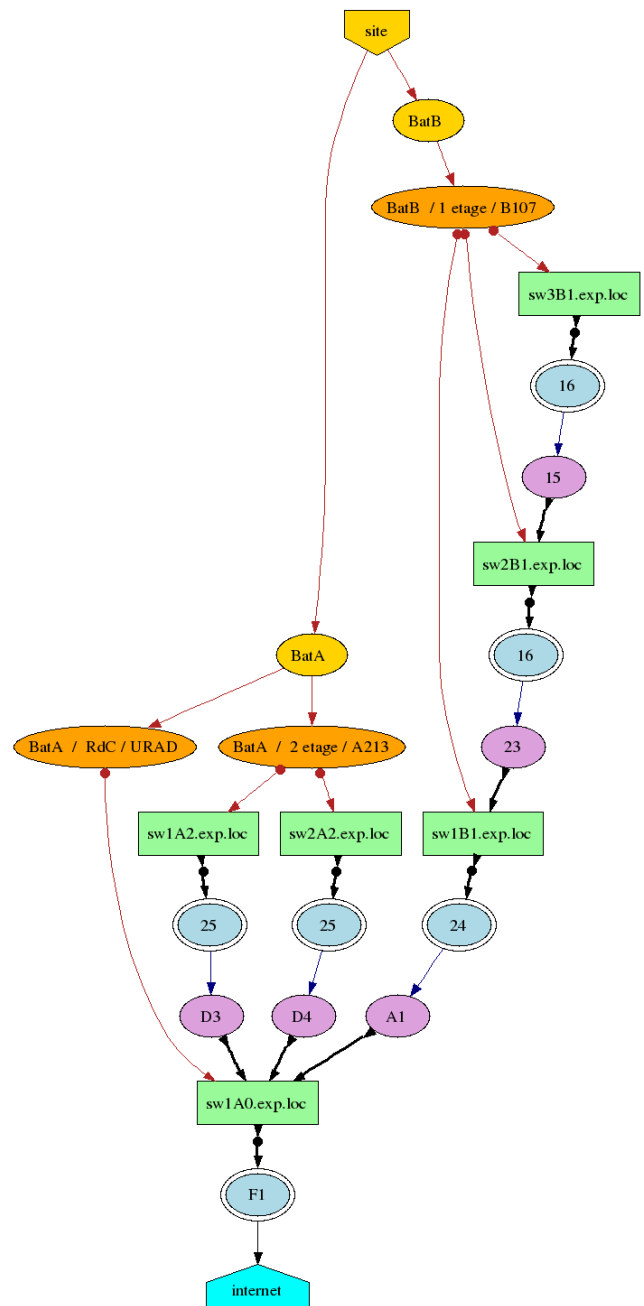 site
BatB
BatB / 1 etage / B107
sw3B1.exp.loc
16
15
sw2B1.exp.loc
BatA
16
BatA / RdC / URAD
BatA / 2 etage / A213
23
sw1A2.exp.loc
sw2A2.exp.loc
sw1B1.exp.loc
25
25
24
D3
D4
A1
sw1A0.exp.loc
F1
internet